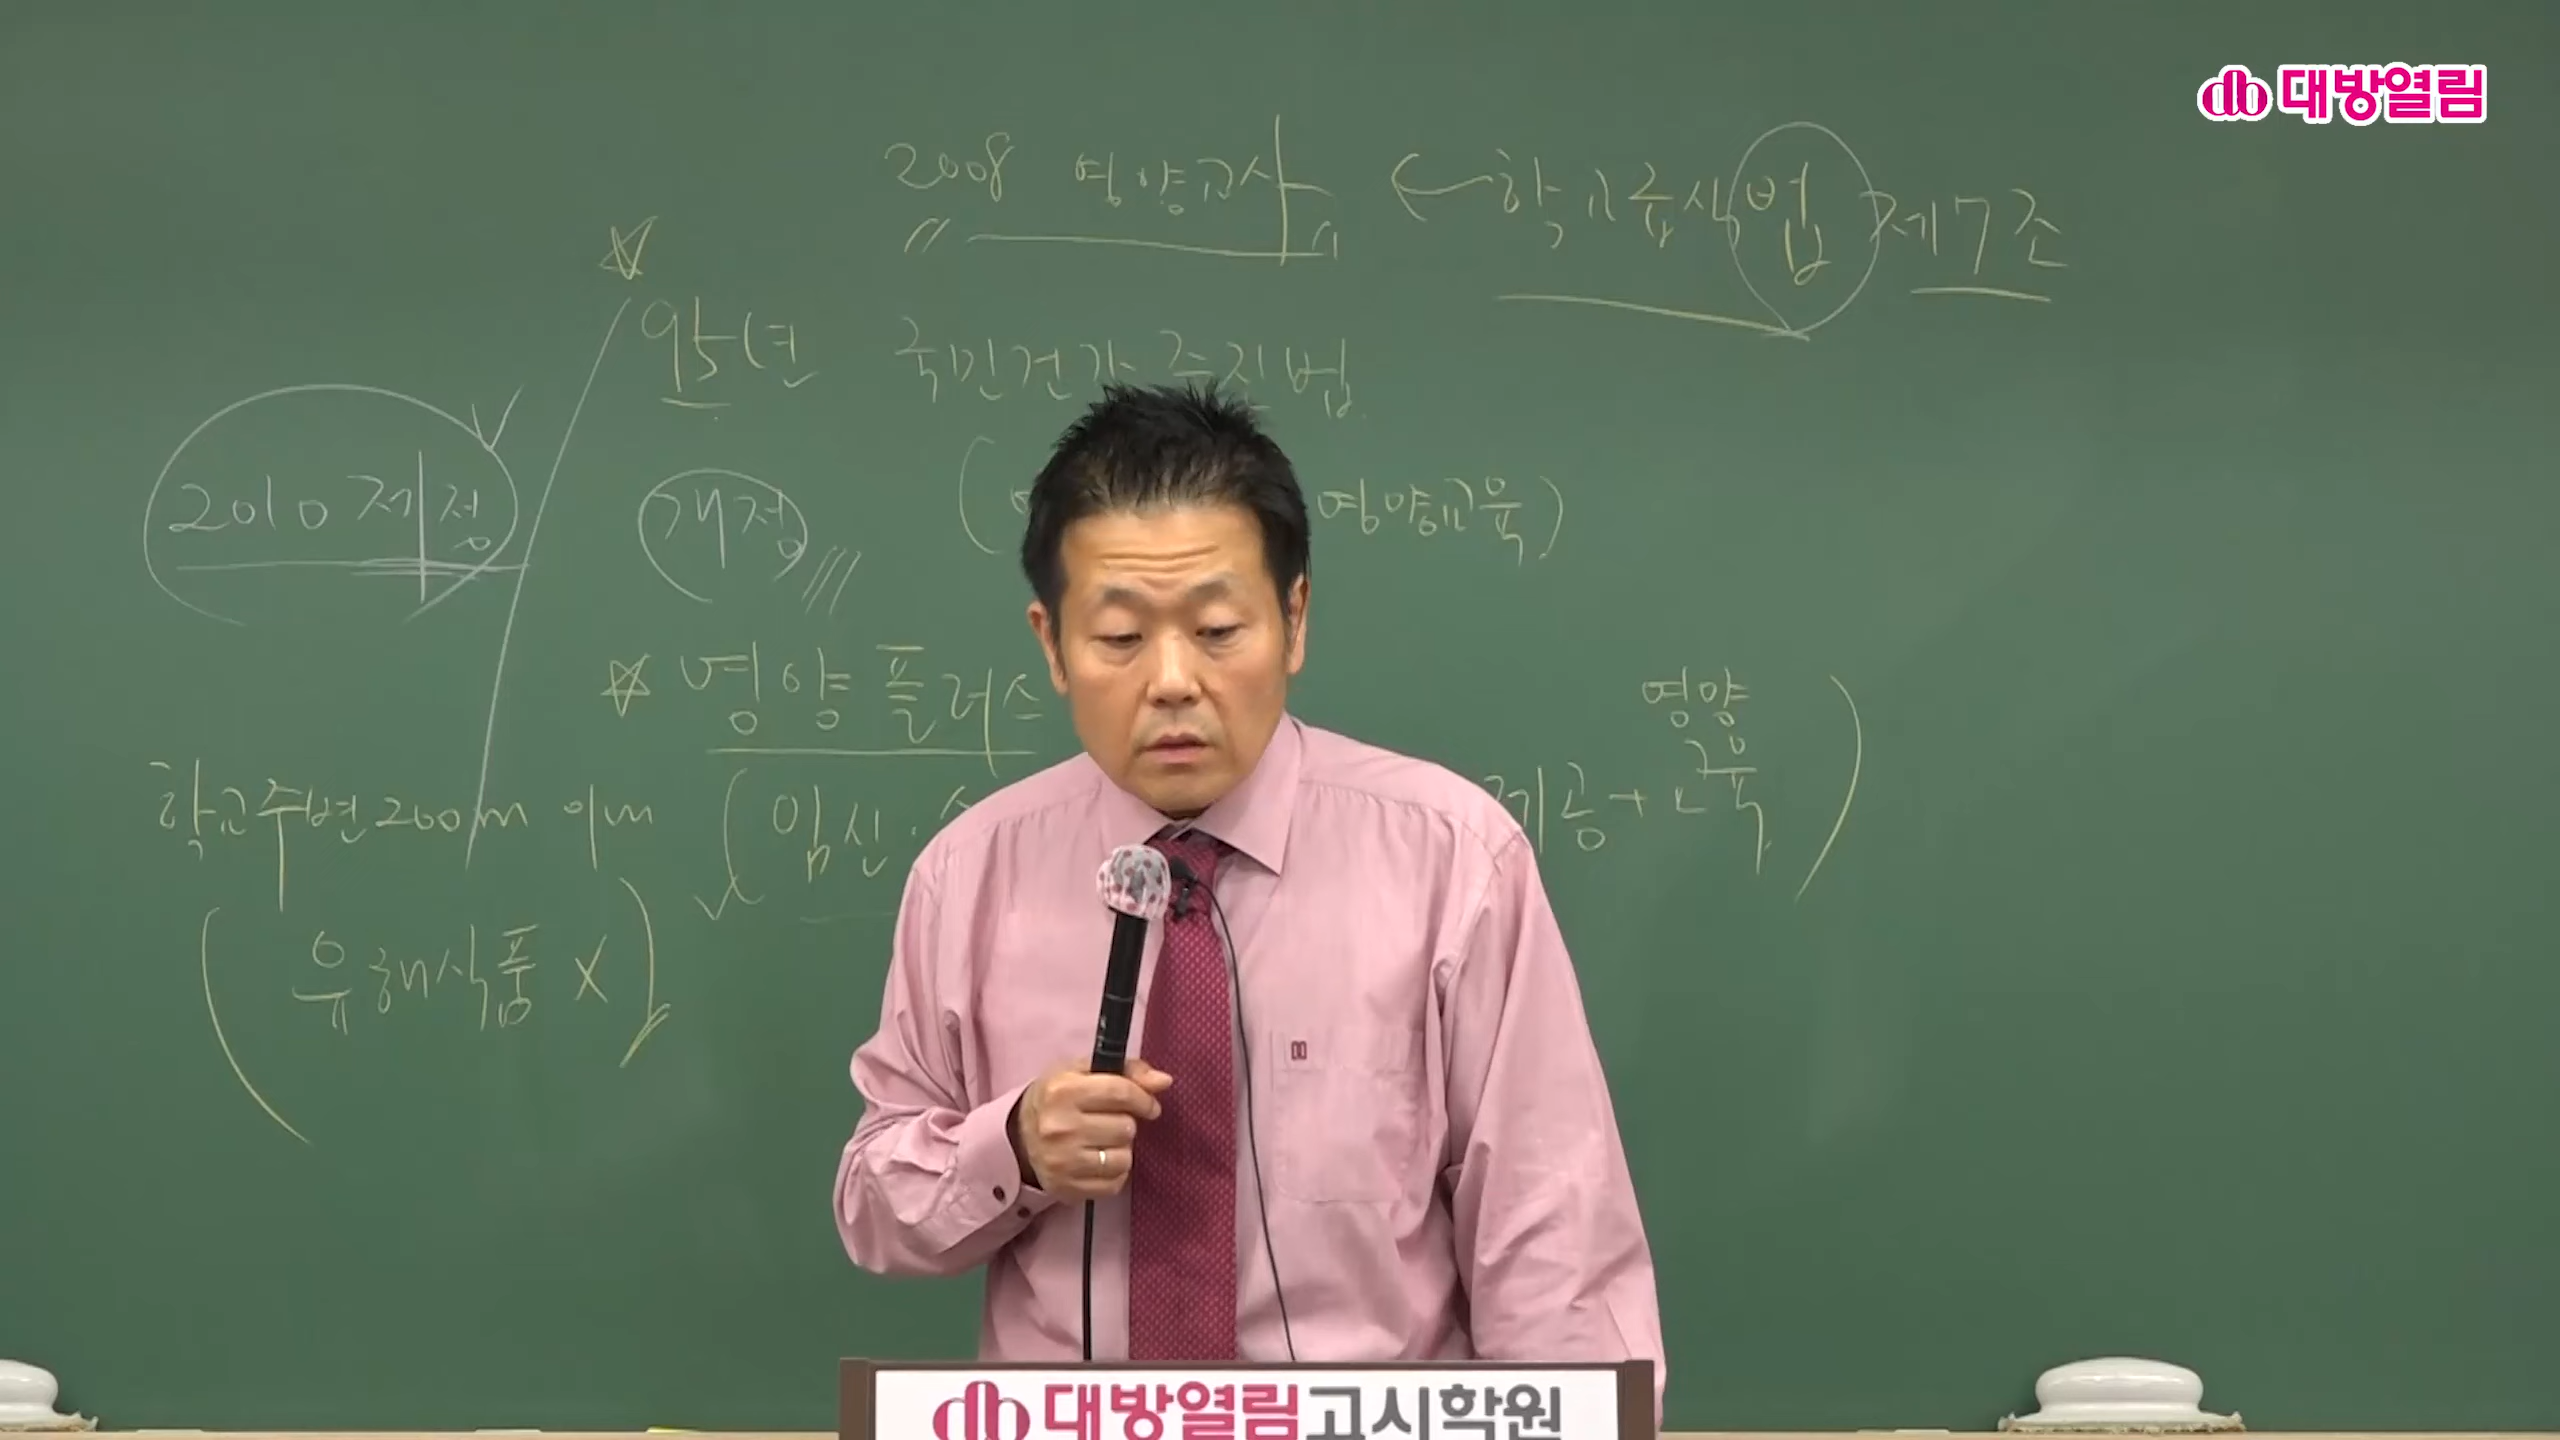 대방열림
2008 영양교사 ← 학교급식법 제7조
95년 국민건강증진법
2010 제정 개정 ( 영양교육)
영양플러스
영양
학교주변 200m 이내 (임신· 제공 + 교육)
(유해식품 X)
대방열림고시학원